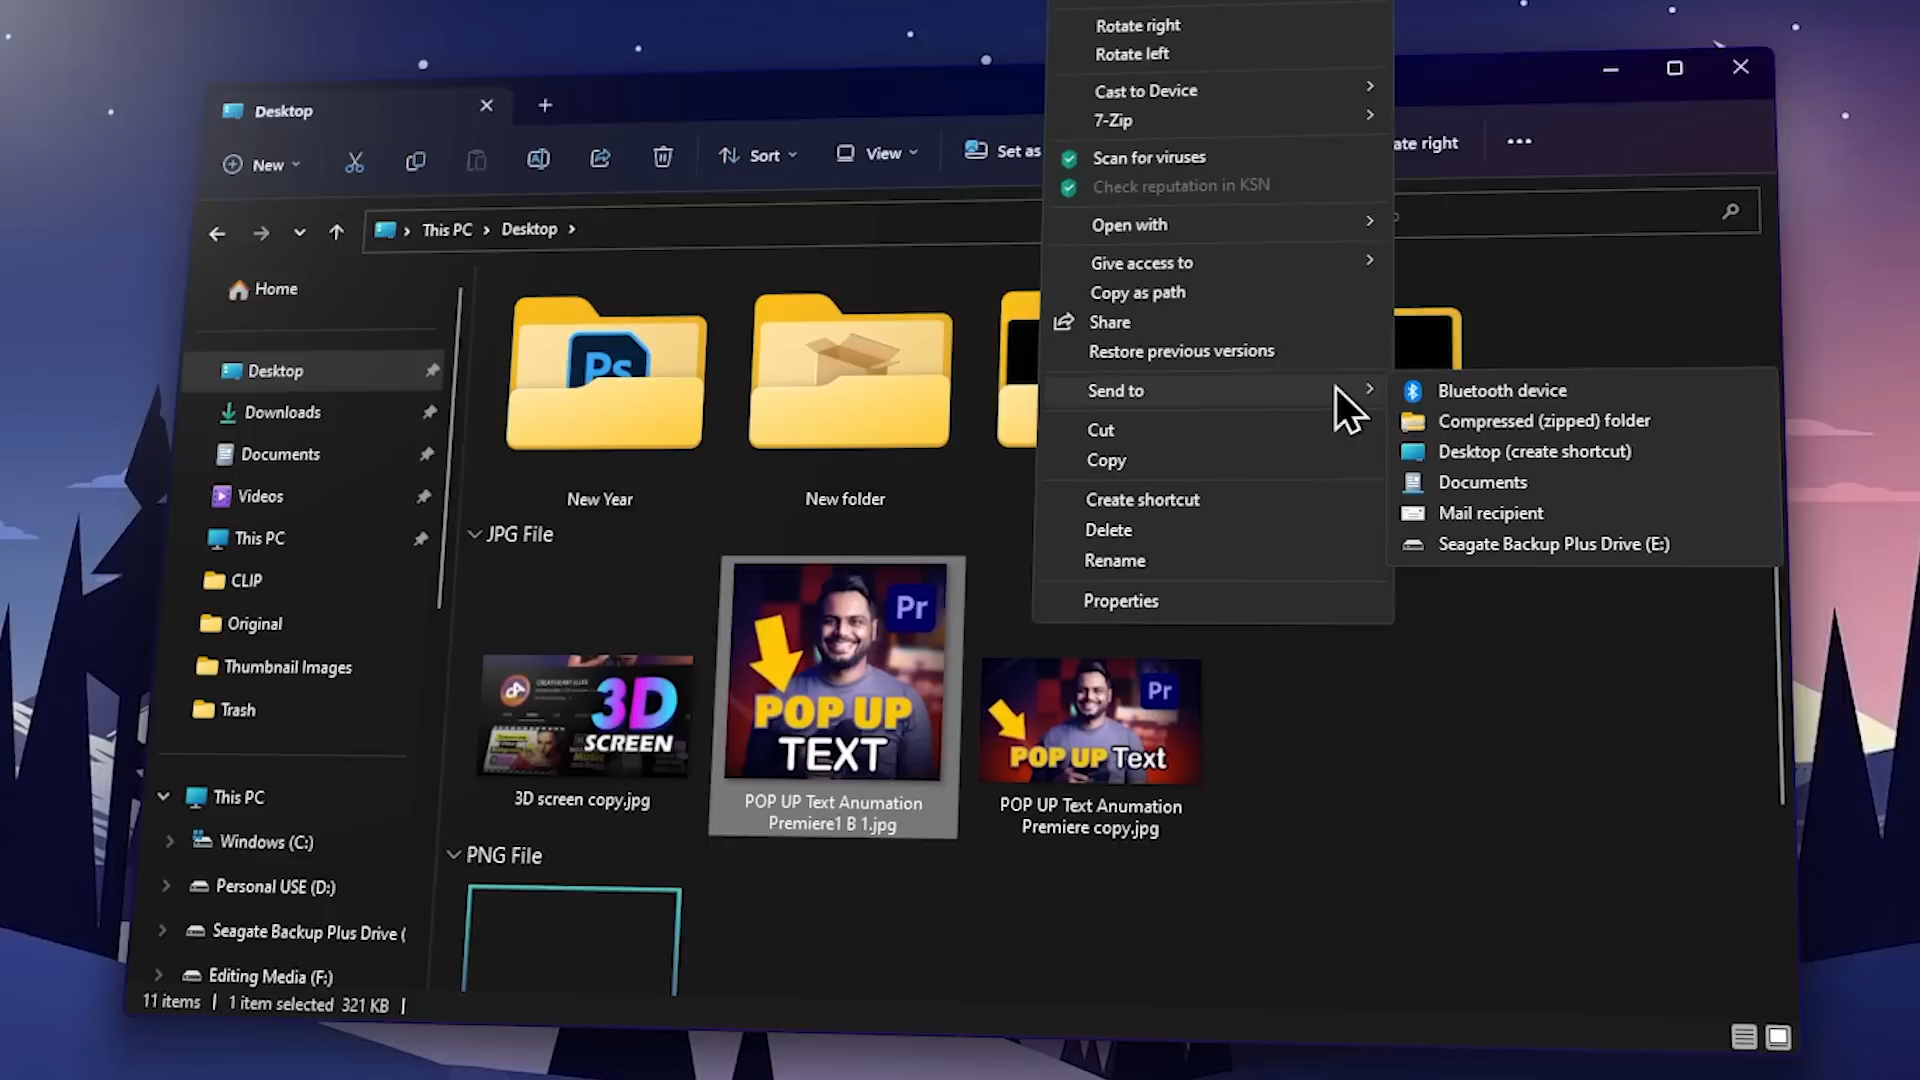 Desktop
New
Sort
View
Set as
ate right
This PC > Desktop >
Home
Desktop
Downloads
Documents
Videos
This PC
CLIP
Original
Thumbnail Images
Trash
This PC
Windows (C:)
Personal USE (D:)
Seagate Backup Plus Drive (
Editing Media (F:)
11 items | 1 item selected 321 KB |
Ps
New Year
New folder
JPG File
3D
SCREEN
3D screen copy.jpg
Pr
POP UP
TEXT
POP UP Text Anumation
Premiere1 B 1.jpg
Pr
POP UP Text
POP UP Text Anumation
Premiere copy.jpg
PNG File
Rotate right
Rotate left
Cast to Device
7-Zip
Scan for viruses
Check reputation in KSN
Open with
Give access to
Copy as path
Share
Restore previous versions
Send to
Cut
Copy
Create shortcut
Delete
Rename
Properties
Bluetooth device
Compressed (zipped) folder
Desktop (create shortcut)
Documents
Mail recipient
Seagate Backup Plus Drive (E:)